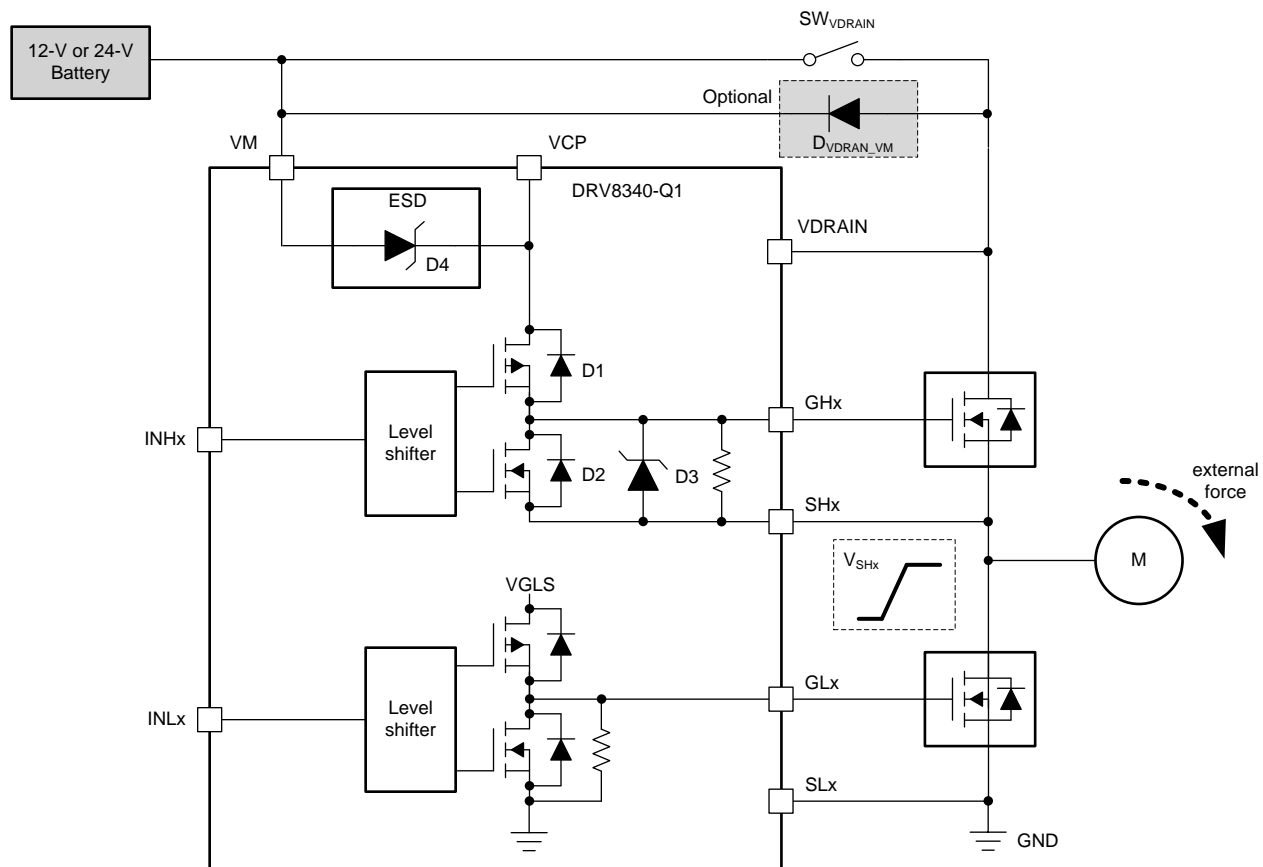 SWVDRAIN
12-V or 24-V
Battery
Optional
DVDRAN_VM
VM
VCP
DRV8340-Q1
ESD
D4
VDRAIN
D1
GHx
INHx
Level
shifter
D2
D3
SHx
external
force
M
VSHx
VGLS
GLx
INLx
Level
shifter
SLx
GND